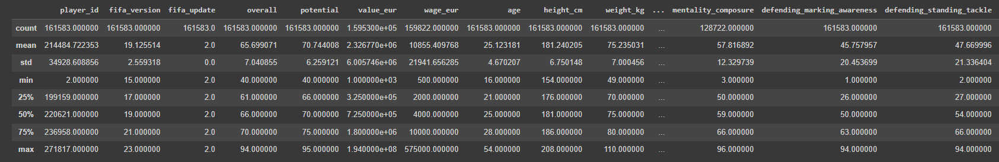 player_id fifa_version fifa_update overall potential value_eur wage_eur age height_cm weight_kg ... mentality_composure defending_marking_awareness defending_standing_tackle
count 161583.000000 161583.000000 161583.0 161583.000000 161583.000000 1.595300e+05 159822.000000 161583.000000 161583.000000 161583.000000 ... 128722.000000 161583.000000 161583.000000
mean 214484.722353 19.125514 2.0 65.699071 70.744008 2.326770e+06 10855.409768 25.123181 181.240205 75.235031 ... 57.816892 45.757957 47.669996
std 34928.608856 2.559318 0.0 7.040855 6.259121 6.005746e+06 21941.656285 4.670207 6.750148 7.000456 ... 12.329739 20.453699 21.336404
min 2.000000 15.000000 2.0 40.000000 40.000000 1.000000e+03 500.000000 16.000000 154.000000 49.000000 ... 3.000000 1.000000 2.000000
25% 199159.000000 17.000000 2.0 61.000000 66.000000 3.250000e+05 2000.000000 21.000000 176.000000 70.000000 ... 50.000000 26.000000 27.000000
50% 220621.000000 19.000000 2.0 66.000000 70.000000 7.250000e+05 4000.000000 25.000000 181.000000 75.000000 ... 59.000000 50.000000 54.000000
75% 236958.000000 21.000000 2.0 70.000000 75.000000 1.800000e+06 10000.000000 28.000000 186.000000 80.000000 ... 66.000000 63.000000 66.000000
max 271817.000000 23.000000 2.0 94.000000 95.000000 1.940000e+08 575000.000000 54.000000 208.000000 110.000000 ... 96.000000 94.000000 94.000000